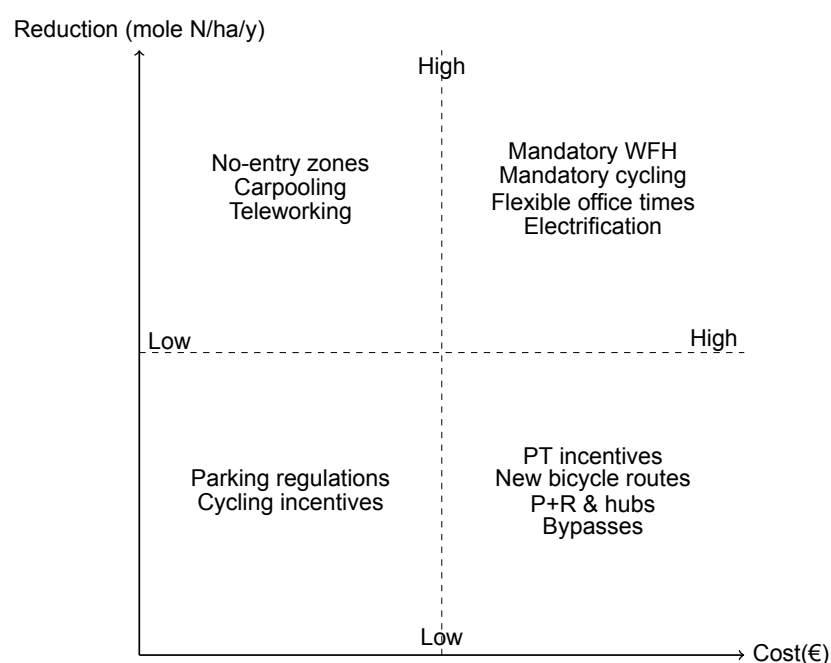 Reduction (mole N/ha/y)
High
No-entry zones
Carpooling
Teleworking
Mandatory WFH
Mandatory cycling
Flexible office times
Electrification
Low
High
Parking regulations
Cycling incentives
PT incentives
New bicycle routes
P+R & hubs
Bypasses
Low
Cost(€)